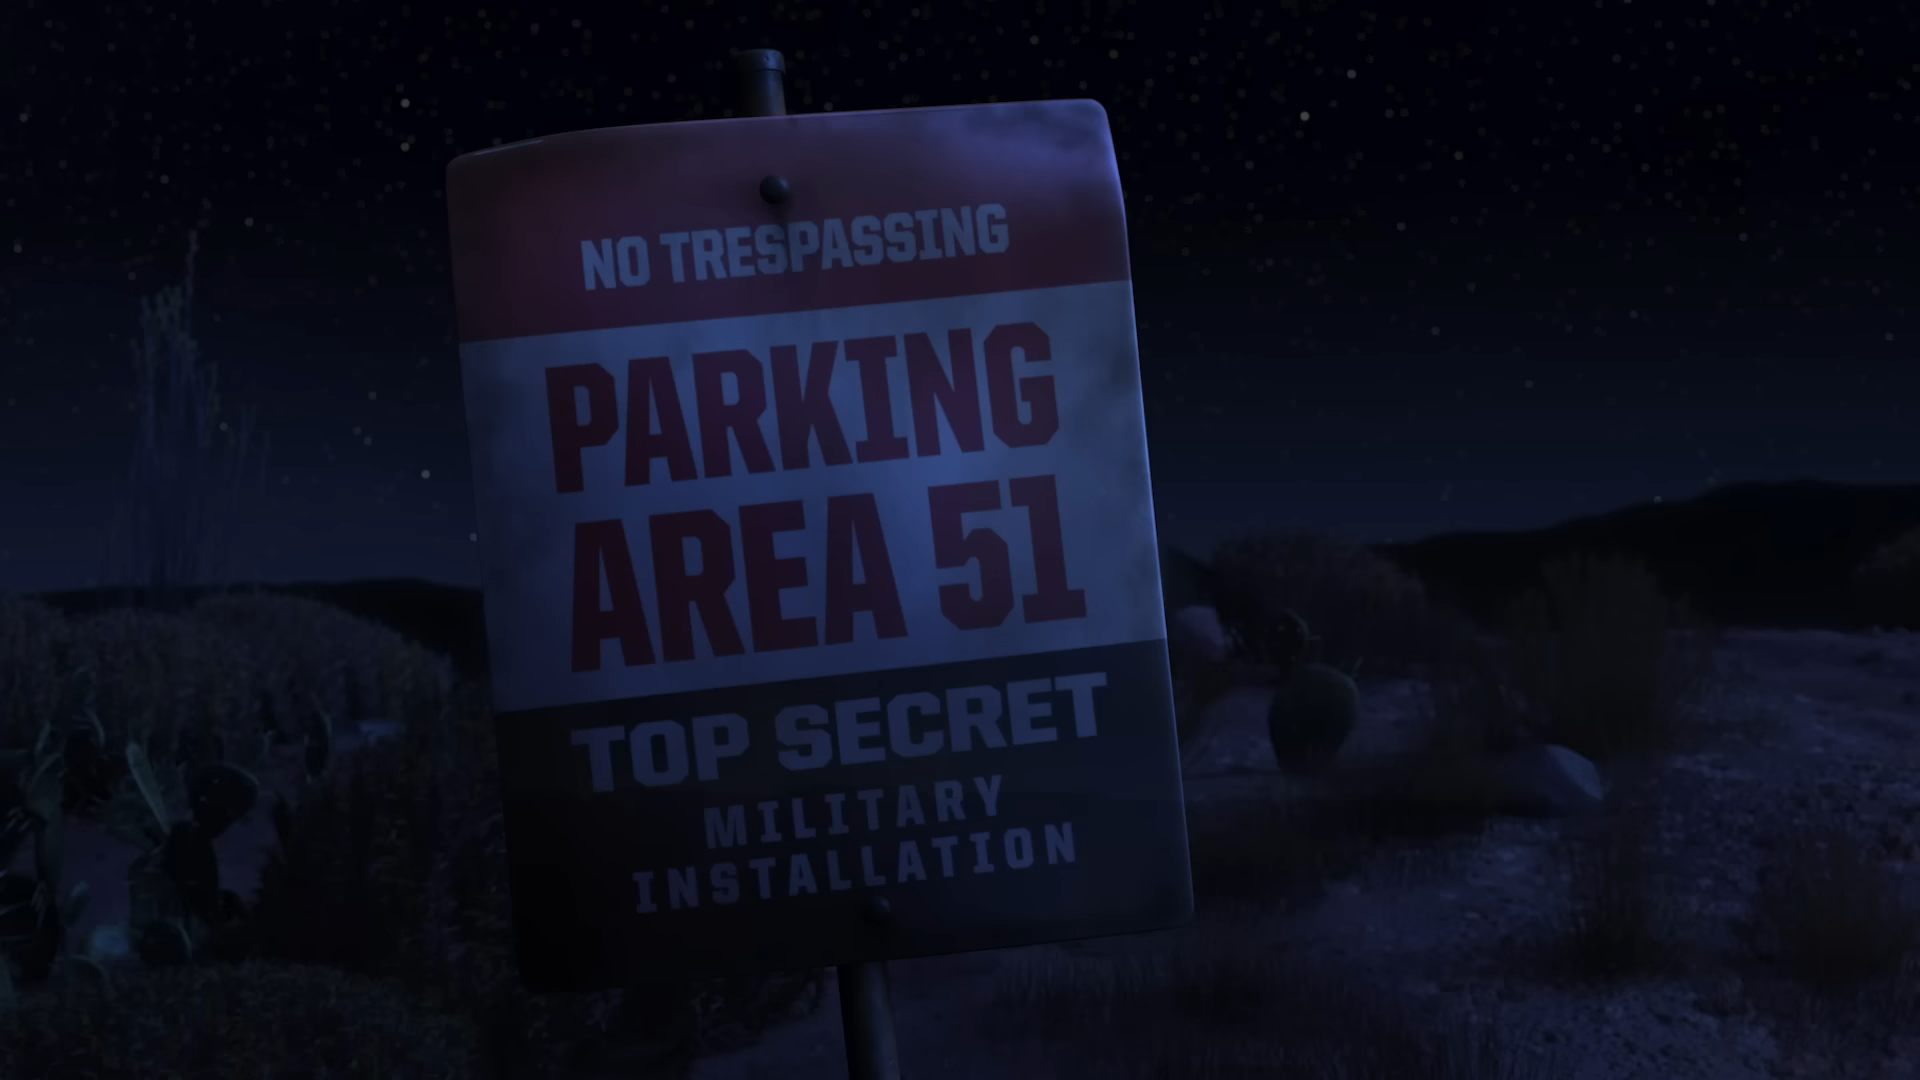 NO TRESPASSING
PARKING
AREA 51
TOP SECRET
MILITARY
INSTALLATION